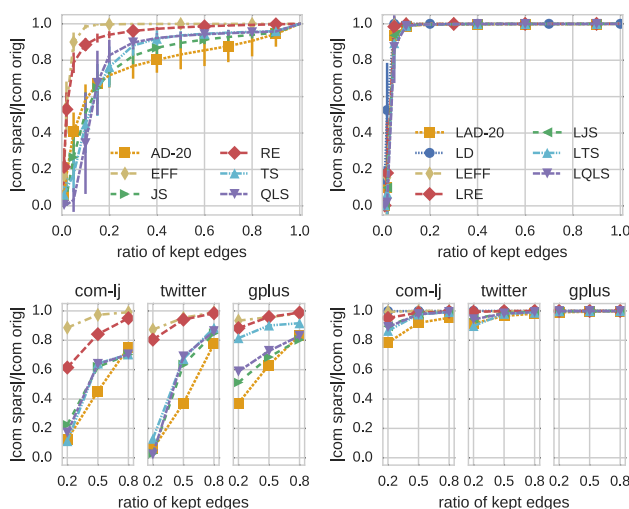 |com spars|/|com orig|
1.0
0.8
0.6
0.4
0.2
0.0
AD-20
EFF
JS
RE
TS
QLS
0.0 0.2 0.4 0.6 0.8 1.0
ratio of kept edges
|com spars|/|com orig|
1.0
0.8
0.6
0.4
0.2
0.0
LAD-20
LD
LEFF
LRE
LJS
LTS
LQLS
0.0 0.2 0.4 0.6 0.8 1.0
ratio of kept edges
com-lj twitter gplus
|com spars|/|com orig|
1.0
0.8
0.6
0.4
0.2
0.0
0.2 0.5 0.8 0.2 0.5 0.8 0.2 0.5 0.8
ratio of kept edges
com-lj twitter gplus
|com spars|/|com orig|
1.0
0.8
0.6
0.4
0.2
0.0
0.2 0.5 0.8 0.2 0.5 0.8 0.2 0.5 0.8
ratio of kept edges